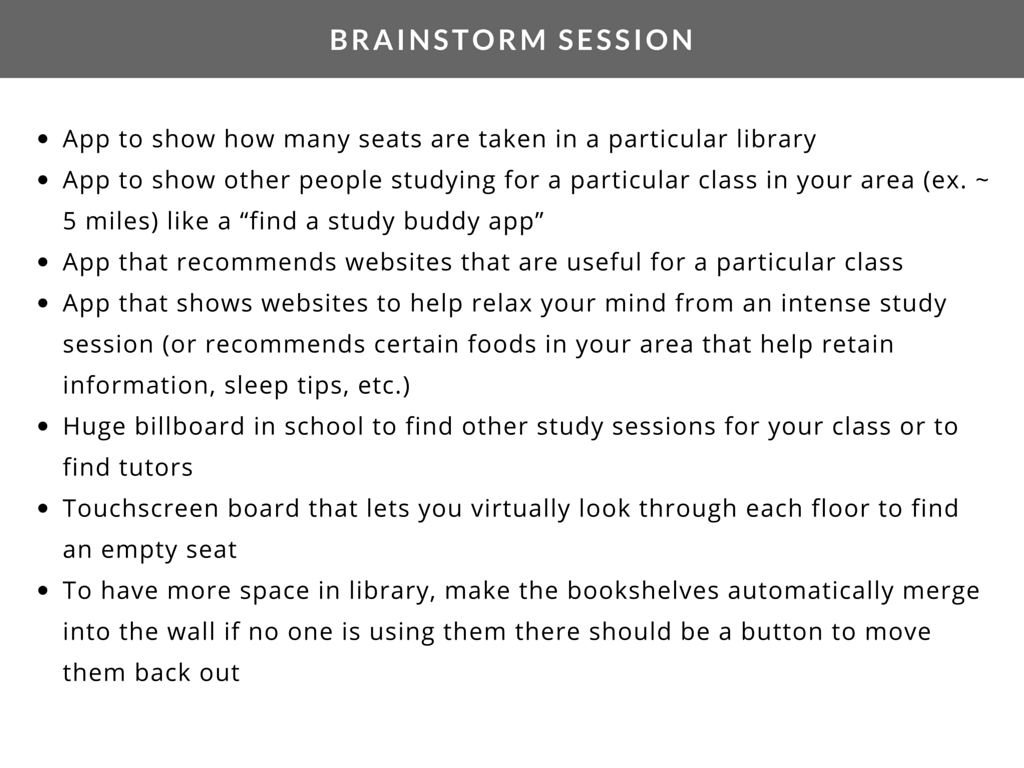 BRAINSTORM SESSION
• App to show how many seats are taken in a particular library
• App to show other people studying for a particular class in your area (ex. ~
5 miles) like a “find a study buddy app”
• App that recommends websites that are useful for a particular class
• App that shows websites to help relax your mind from an intense study
session (or recommends certain foods in your area that help retain
information, sleep tips, etc.)
• Huge billboard in school to find other study sessions for your class or to
find tutors
• Touchscreen board that lets you virtually look through each floor to find
an empty seat
• To have more space in library, make the bookshelves automatically merge
into the wall if no one is using them there should be a button to move
them back out